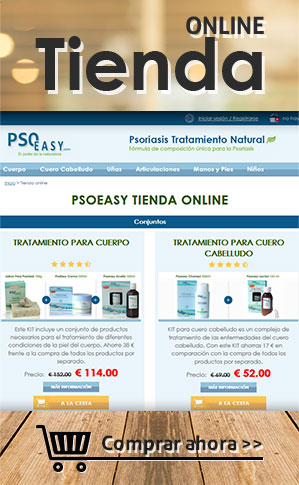 ONLINE
Tienda
Iniciar sesión / Registrarse
no hay
PSOEASY.com
El poder de la naturaleza
Psoriasis Tratamiento Natural
Fórmula de composición única para la Psoriasis
Cuerpo Cuero Cabelludo Uñas Articulaciones Manos y Pies Niños
Inicio > Tienda online
PSOEASY TIENDA ONLINE
Conjuntos
TRATAMIENTO PARA CUERPO
Este KIT incluye un conjunto de productos
necesarios para el tratamiento de diferentes
condiciones de la piel del cuerpo. Ahorre 38 €
frente a la compra de todos los productos por
separado.
Precio: € 152.00 € 114.00
MÁS INFORMACIÓN
A LA CESTA
TRATAMIENTO PARA CUERO
CABELLUDO
KIT para cuero cabelludo es un complejo de
tratamiento de las enfermedades del cuero
cabelludo. Con este KIT ahorras 17 € en
comparación con la compra de todos los
productos por separado.
Precio: € 69.00 € 52.00
MÁS INFORMACIÓN
A LA CESTA
Comprar ahora >>